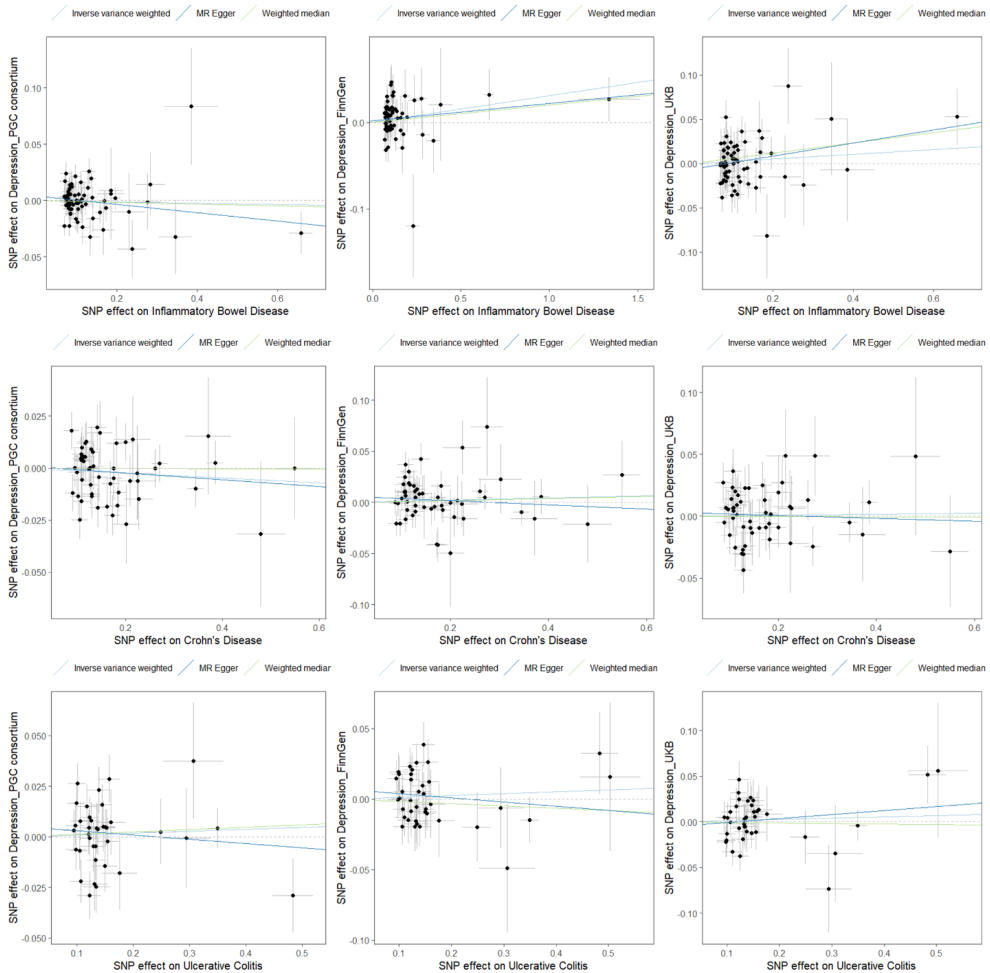 Inverse variance weighted MR Egger Weighted median
Inverse variance weighted MR Egger Weighted median
Inverse variance weighted MR Egger Weighted median
SNP effect on Depression_PGC consortium
0.10
0.05
0.00
-0.05
0.2 0.4 0.6
SNP effect on Inflammatory Bowel Disease
SNP effect on Depression_FinnGen
0.0
-0.1
0.0 0.5 1.0 1.5
SNP effect on Inflammatory Bowel Disease
SNP effect on Depression_UKB
0.10
0.05
0.00
-0.05
-0.10
0.2 0.4 0.6
SNP effect on Inflammatory Bowel Disease
Inverse variance weighted MR Egger Weighted median
Inverse variance weighted MR Egger Weighted median
Inverse variance weighted MR Egger Weighted median
SNP effect on Depression_PGC consortium
0.025
0.000
-0.025
-0.050
0.2 0.4 0.6
SNP effect on Crohn's Disease
SNP effect on Depression_FinnGen
0.10
0.05
0.00
-0.05
-0.10
0.2 0.4 0.6
SNP effect on Crohn's Disease
SNP effect on Depression_UKB
0.10
0.05
0.00
-0.05
0.1 0.2 0.3 0.4 0.5 0.6
SNP effect on Crohn's Disease
Inverse variance weighted MR Egger Weighted median
Inverse variance weighted MR Egger Weighted median
Inverse variance weighted MR Egger Weighted median
SNP effect on Depression_PGC consortium
0.050
0.025
0.000
-0.025
-0.050
0.1 0.2 0.3 0.4 0.5
SNP effect on Ulcerative Colitis
SNP effect on Depression_FinnGen
0.05
0.00
-0.05
-0.10
0.1 0.2 0.3 0.4 0.5
SNP effect on Ulcerative Colitis
SNP effect on Depression_UKB
0.10
0.05
0.00
-0.05
-0.10
0.1 0.2 0.3 0.4 0.5
SNP effect on Ulcerative Colitis